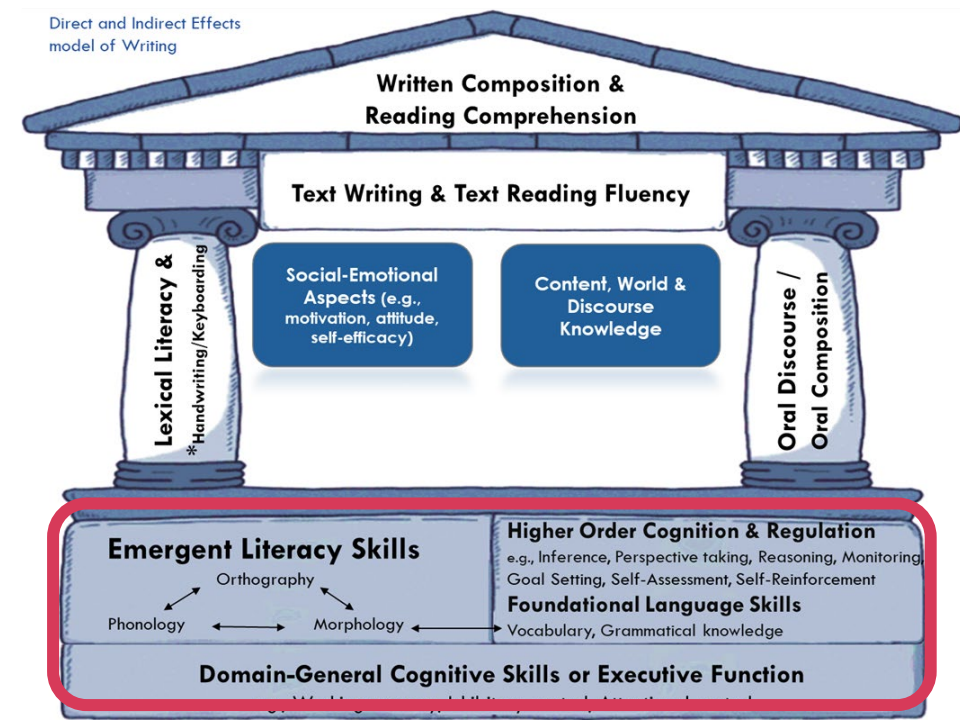 Direct and Indirect Effects
model of Writing
Written Composition &
Reading Comprehension
Text Writing & Text Reading Fluency
Lexical Literacy &
*Handwriting/Keyboarding
Social-Emotional
Aspects (e.g.,
motivation, attitude,
self-efficacy)
Content, World &
Discourse
Knowledge
Oral Discourse /
Oral Composition
Emergent Literacy Skills
Orthography
Phonology
Morphology
Higher Order Cognition & Regulation
e.g., Inference, Perspective taking, Reasoning, Monitoring,
Goal Setting, Self-Assessment, Self-Reinforcement
Foundational Language Skills
Vocabulary, Grammatical knowledge
Domain-General Cognitive Skills or Executive Function